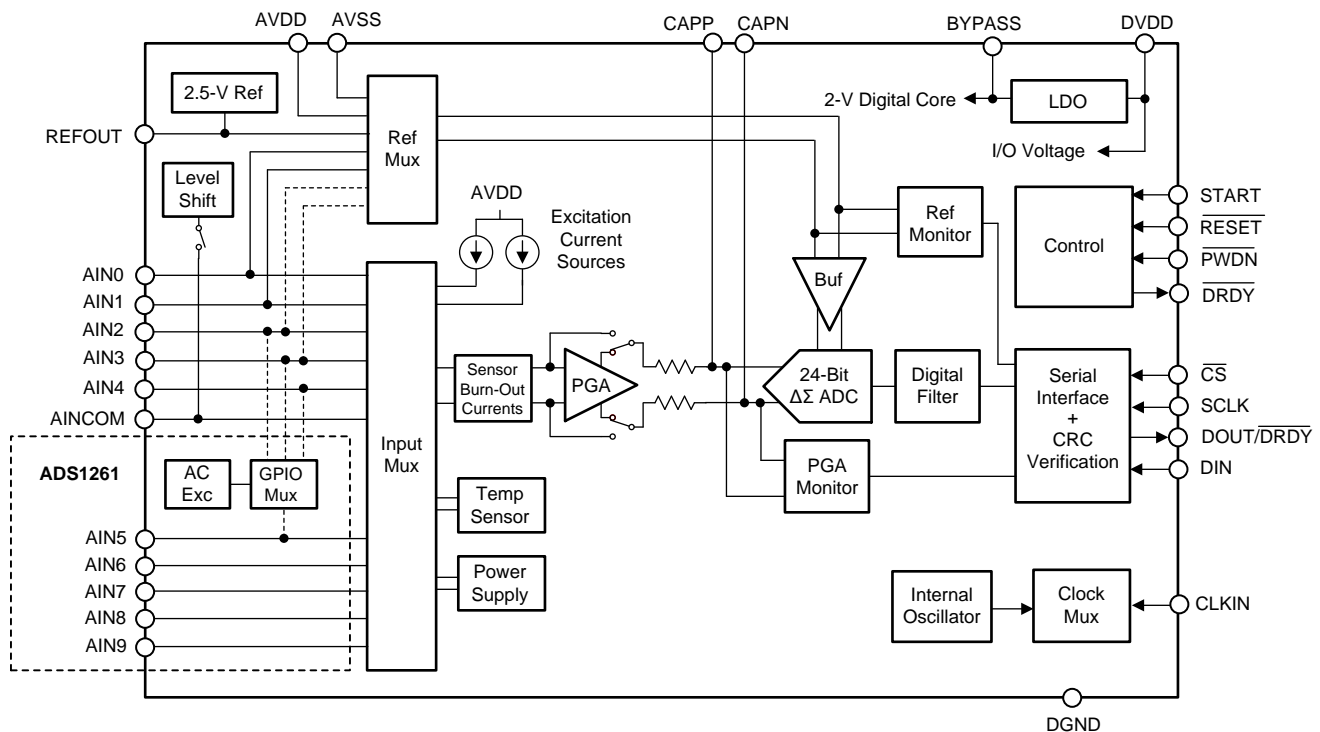 AVDD
AVSS
CAPP
CAPN
BYPASS
DVDD
2.5-V Ref
REFOUT
Ref
Mux
2-V Digital Core
LDO
I/O Voltage
Level
Shift
AVDD
Excitation
Current
Sources
Ref
Monitor
Control
START
RESET
PWDN
DRDY
AIN0
AIN1
AIN2
AIN3
AIN4
AINCOM
Buf
Sensor
Burn-Out
Currents
PGA
24-Bit
ΔΣ ADC
Digital
Filter
Serial
Interface
+
CRC
Verification
CS
SCLK
DOUT/DRDY
DIN
Input
Mux
PGA
Monitor
ADS1261
AC
Exc
GPIO
Mux
Temp
Sensor
Power
Supply
AIN5
AIN6
AIN7
AIN8
AIN9
Internal
Oscillator
Clock
Mux
CLKIN
DGND